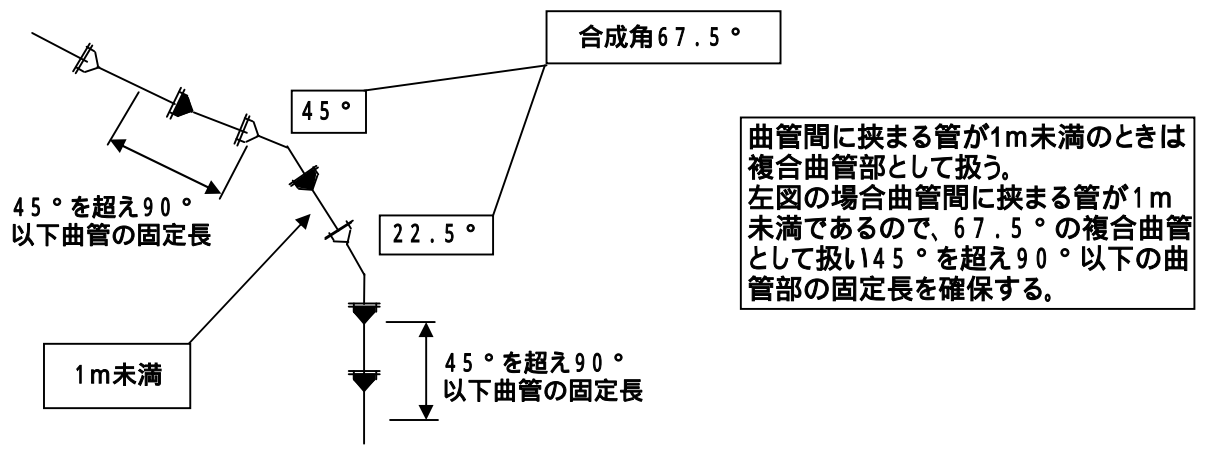 合成角67.5°
45°
45°を超え90°
以下曲管の固定長
22.5°
1m未満
45°を超え90°
以下曲管の固定長
曲管間に挟まる管が1m未満のときは
複合曲管部として扱う。
左図の場合曲管間に挟まる管が1m
未満であるので、67.5°の複合曲管
として扱い45°を超え90°以下の曲
管部の固定長を確保する。